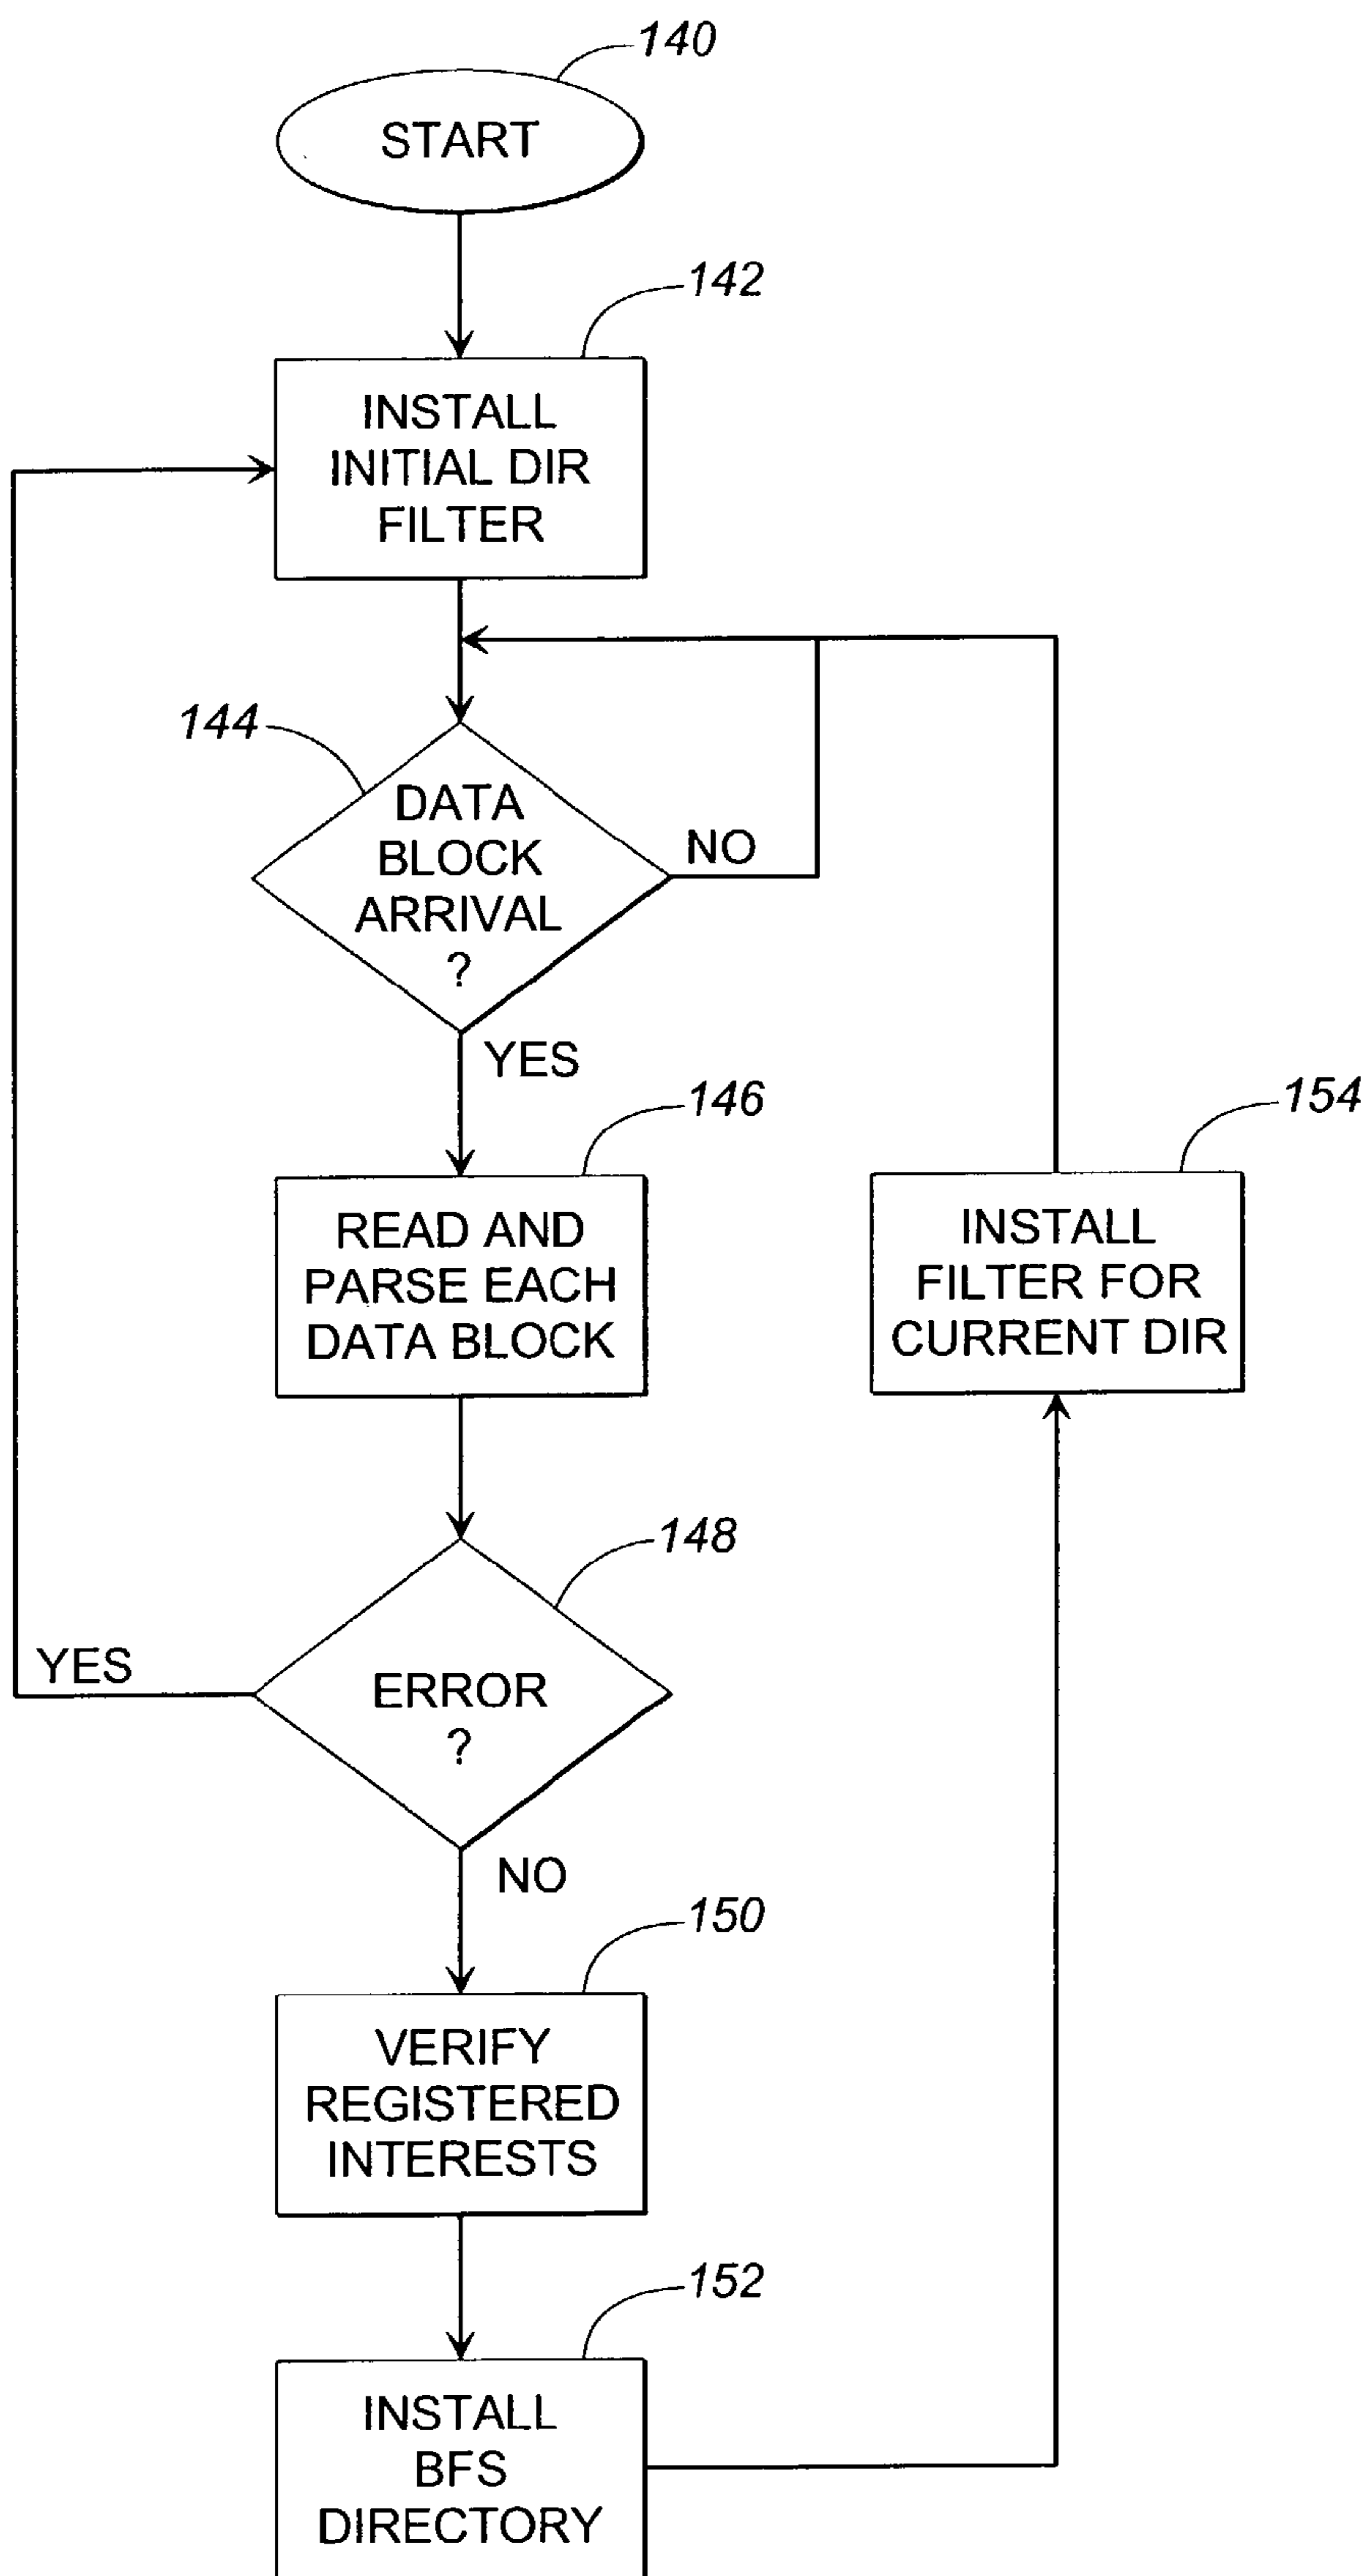 140
START
142
INSTALL
INITIAL DIR
FILTER
144
DATA
BLOCK
ARRIVAL
?
NO
YES
146
READ AND
PARSE EACH
DATA BLOCK
154
INSTALL
FILTER FOR
CURRENT DIR
148
ERROR
?
YES
NO
150
VERIFY
REGISTERED
INTERESTS
152
INSTALL
BFS
DIRECTORY